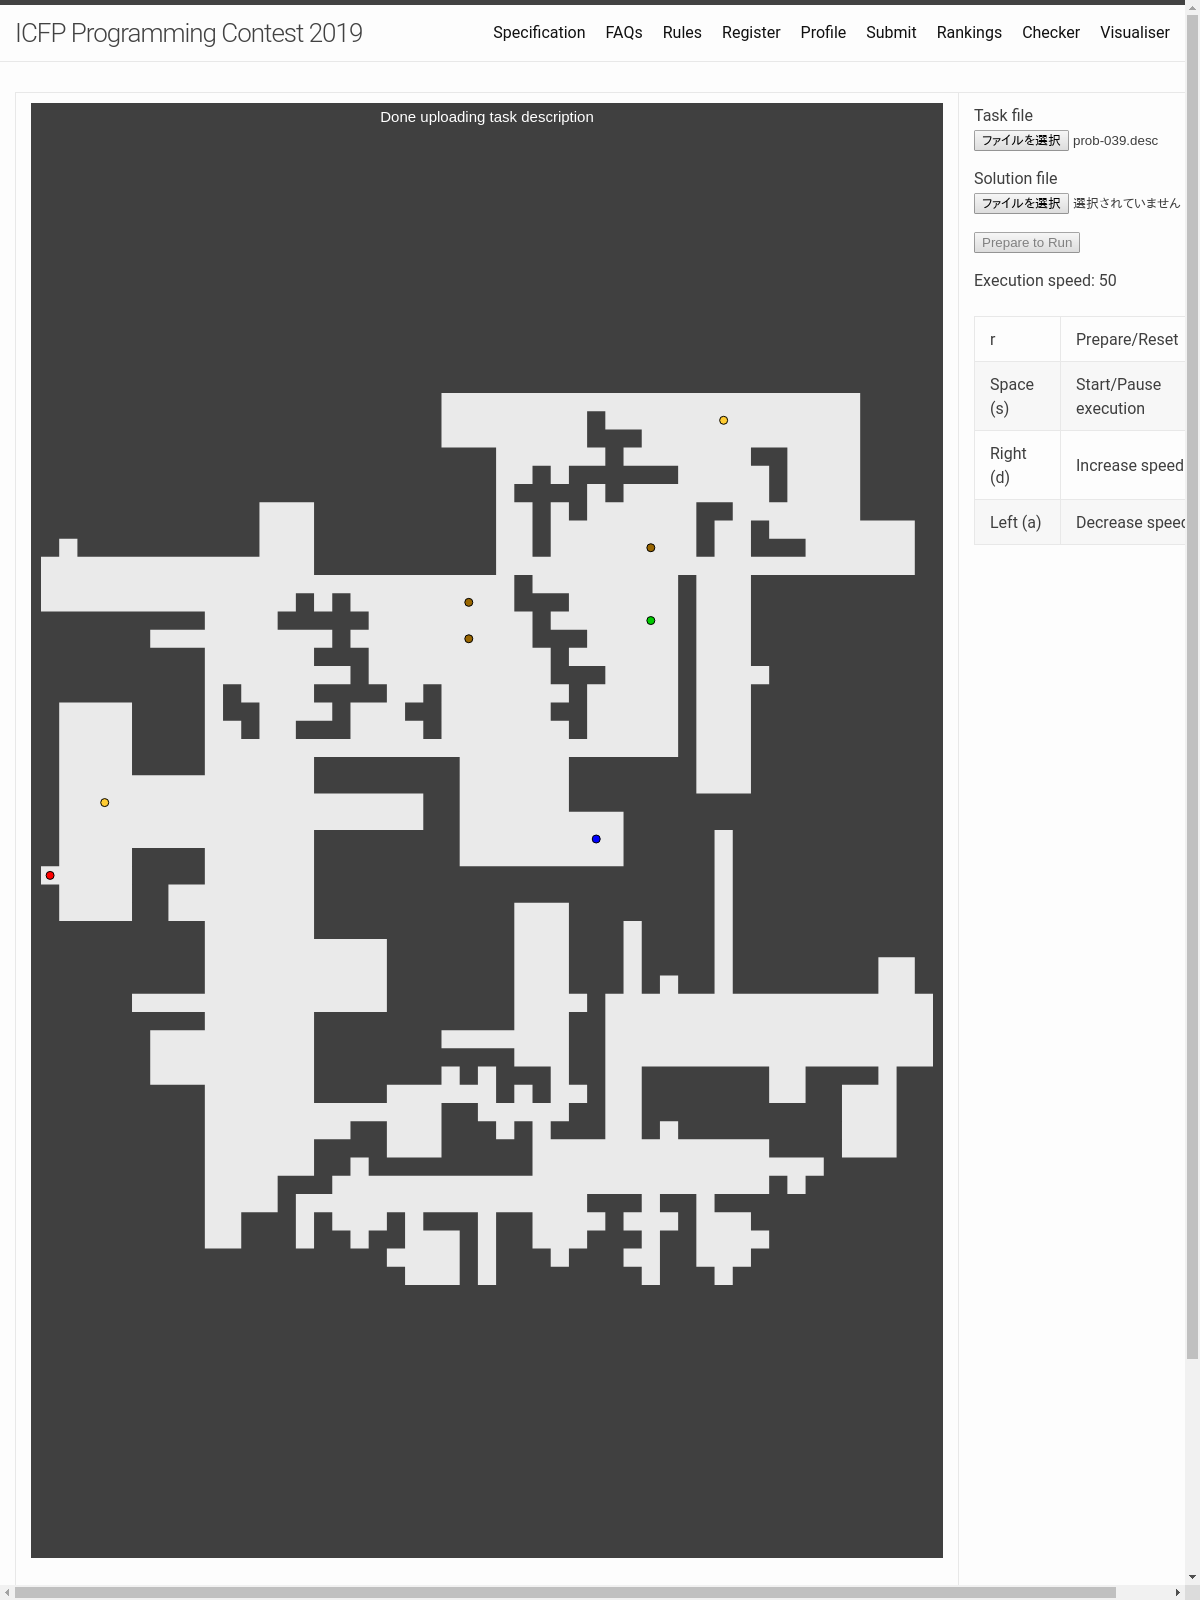 ICFP Programming Contest 2019
Specification FAQs Rules Register Profile Submit Rankings Checker Visualiser
Done uploading task description
Task file
ファイルを選択 prob-039.desc
Solution file
ファイルを選択 選択されていません
Prepare to Run
Execution speed: 50
r Prepare/Reset
Space (s) Start/Pause execution
Right (d) Increase speed
Left (a) Decrease speed